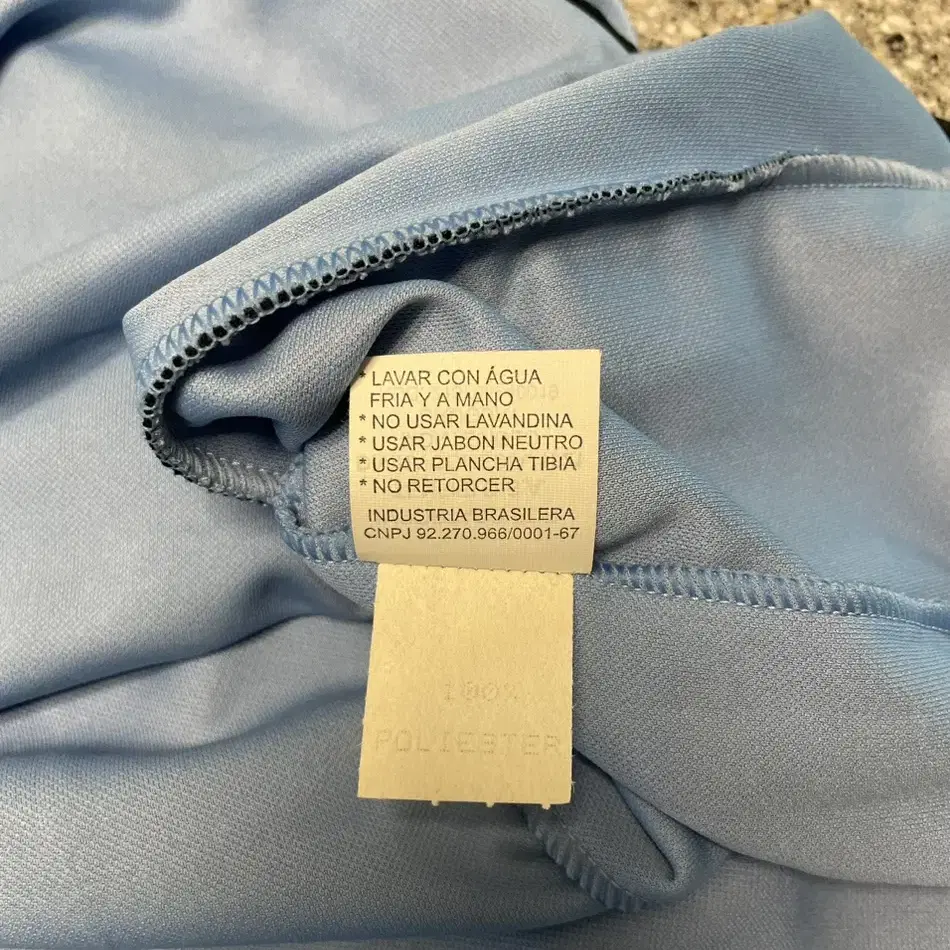 * LAVAR CON ÁGUA
FRIA Y A MANO
* NO USAR LAVANDINA
* USAR JABON NEUTRO
* USAR PLANCHA TIBIA
* NO RETORCER
INDUSTRIA BRASILERA
CNPJ 92.270.966/0001-67
100%
POLIESTER